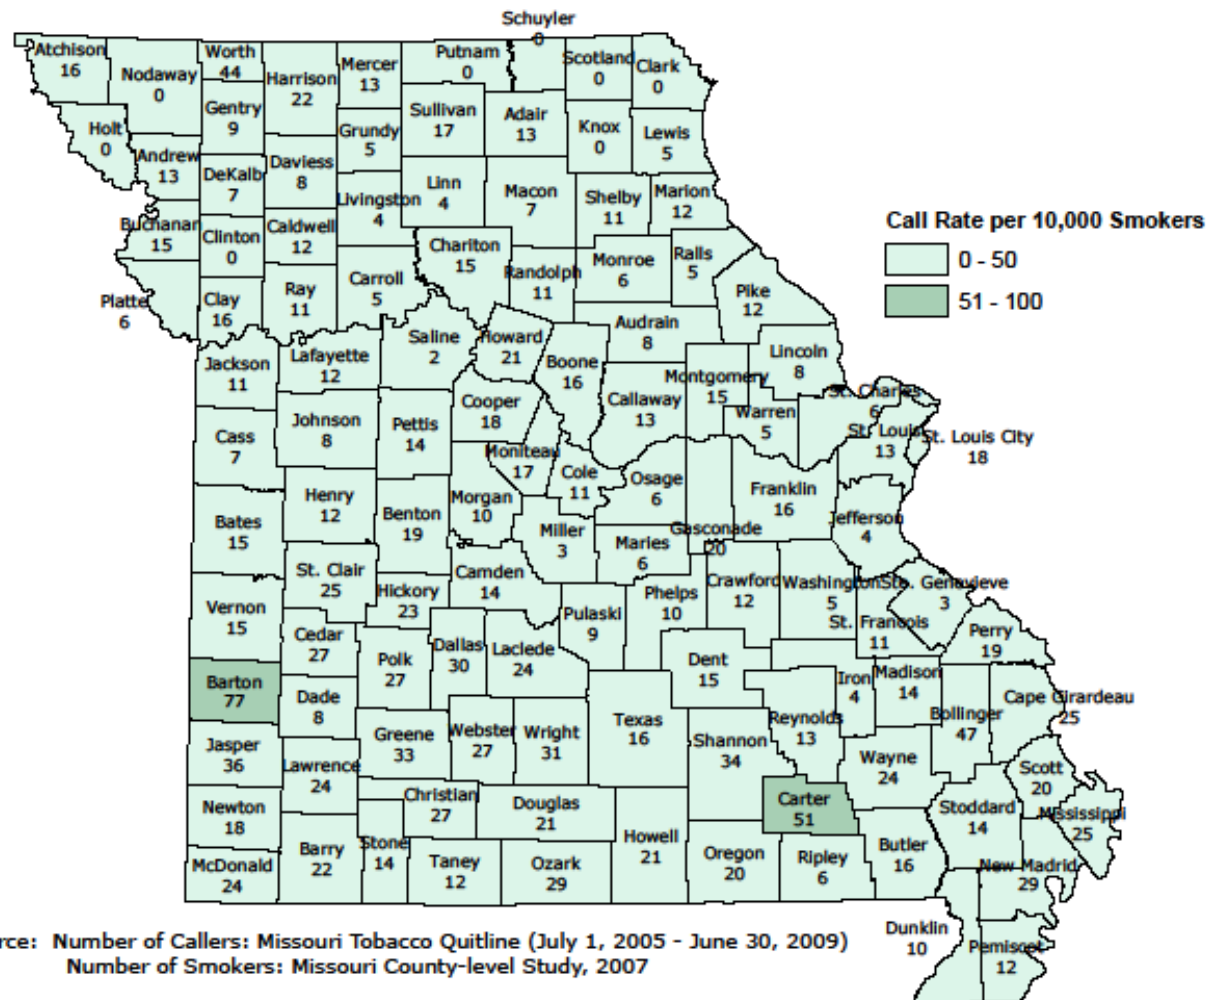 Schuyler
0
Atchison
16
Nodaway
0
Worth
44
Harrison
22
Mercer
13
Putnam
0
Scotland
0
Clark
0
Gentry
9
Sullivan
17
Adair
13
Knox
0
Lewis
5
Holt
0
Grundy
5
Andrew
13
DeKalb
7
Daviess
8
Livingston
4
Linn
4
Macon
7
Shelby
11
Marion
12
Buchanan
15
Clinton
0
Caldwell
12
Chariton
15
Randolph
11
Monroe
6
Ralls
5
Call Rate per 10,000 Smokers
0 - 50
51 - 100
Platte
6
Clay
16
Ray
11
Carroll
5
Pike
12
Saline
2
Howard
21
Audrain
8
Jackson
11
Lafayette
12
Boone
16
Lincoln
8
Montgomery
15
Callaway
13
Warren
5
St. Charles
6
Cooper
18
Johnson
8
Pettis
14
Cass
7
St. Louis
13
St. Louis City
18
Moniteau
17
Cole
11
Osage
6
Franklin
16
Henry
12
Morgan
10
Benton
19
Bates
15
Miller
3
Gasconade
20
Jefferson
4
Maries
6
St. Clair
25
Camden
14
Hickory
23
Crawford
12
Washington
5
Ste. Genevieve
3
Phelps
10
Vernon
15
Pulaski
9
St. Francois
11
Perry
19
Cedar
27
Polk
27
Dallas
30
Laclede
24
Dent
15
Iron
4
Madison
14
Barton
77
Dade
8
Cape Girardeau
25
Bollinger
47
Texas
16
Reynolds
13
Greene
33
Webster
27
Wright
31
Shannon
34
Jasper
36
Wayne
24
Lawrence
24
Scott
20
Christian
27
Douglas
21
Carter
51
Newton
18
Stoddard
14
Mississippi
25
Howell
21
Stone
14
Barry
22
Butler
16
Oregon
20
Ripley
6
McDonald
24
Taney
12
Ozark
29
New Madrid
29
Dunklin
10
Pemiscot
12
rce: Number of Callers: Missouri Tobacco Quitline (July 1, 2005 - June 30, 2009)
Number of Smokers: Missouri County-level Study, 2007